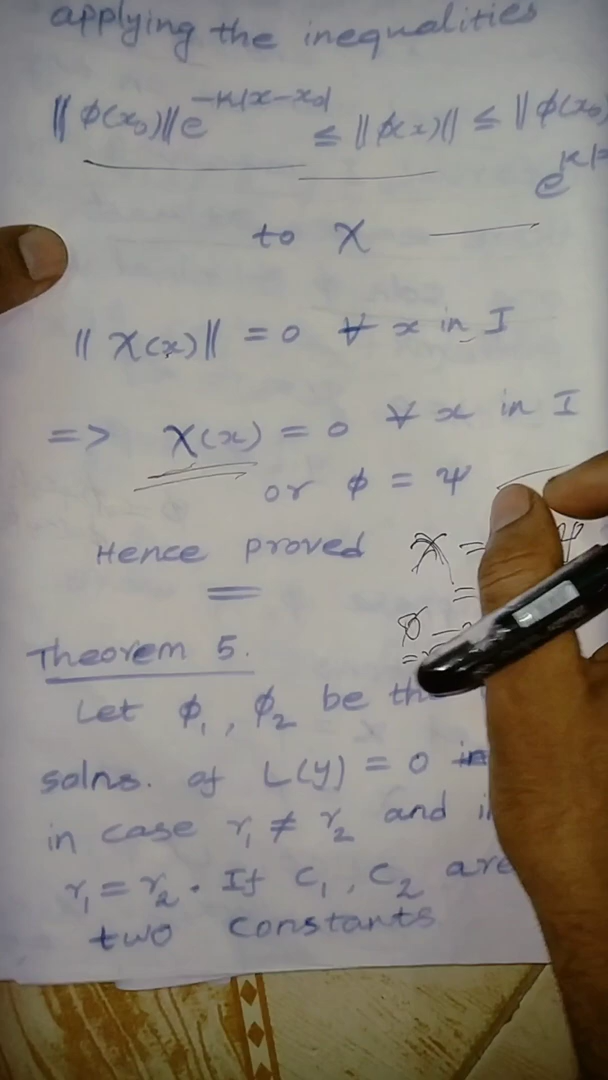 applying the inequalities
‖ϕ(x₀)‖e^{-k|x-x₀|} ≤ ‖ϕ(x)‖ ≤ ‖ϕ(x₀)
e^{k|
to X
‖X(x)‖ = 0 ∀ x in I
=> X(x) = 0 ∀ x in I
or ϕ = ψ
Hence proved
X = ψ
=
ϕ -
=
Theorem 5.
Let ϕ₁, ϕ₂ be the
solns. of L(y) = 0
in case r₁ ≠ r₂ and
r₁ = r₂. If C₁, C₂ are
two constants